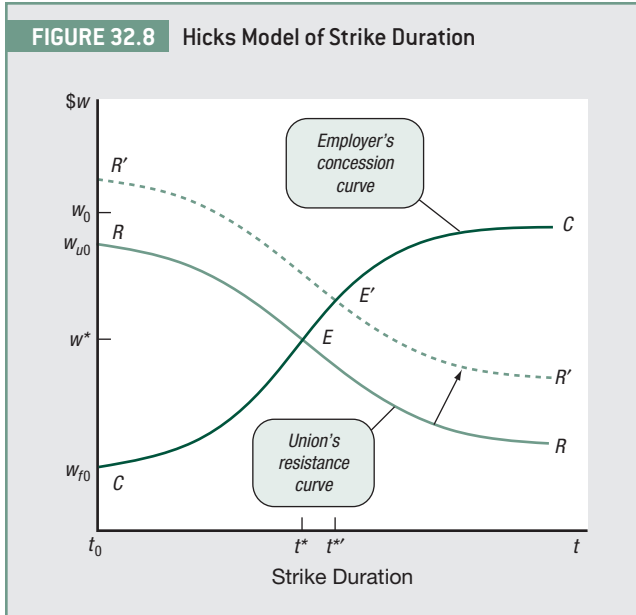 FIGURE 32.8 Hicks Model of Strike Duration
$w
Employer's
concession
curve
R'
w0
R
C
wu0
E'
w*
E
R'
Union's
resistance
curve
R
wf0
C
t0
t*
t*'
t
Strike Duration